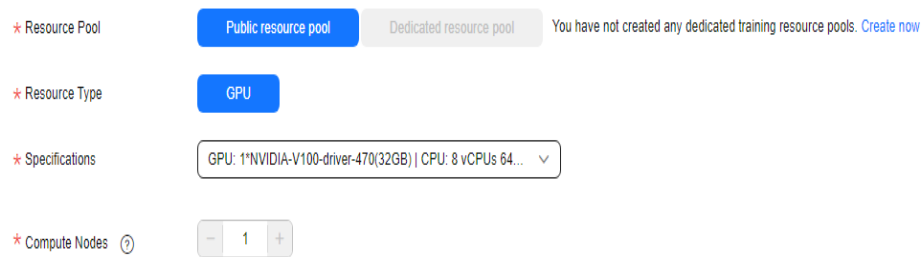 * Resource Pool Public resource pool Dedicated resource pool You have not created any dedicated training resource pools. Create now
* Resource Type GPU
* Specifications GPU: 1*NVIDIA-V100-driver-470(32GB) | CPU: 8 vCPUs 64...
* Compute Nodes ? − 1 +